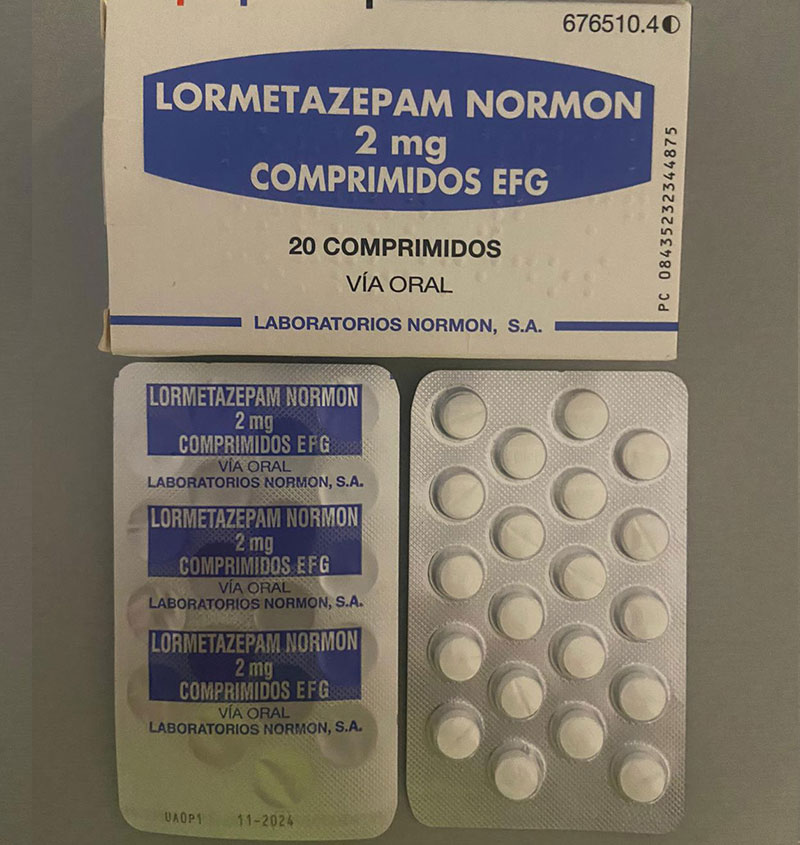 676510.4
LORMETAZEPAM NORMON
2 mg
COMPRIMIDOS EFG
20 COMPRIMIDOS
VÍA ORAL
LABORATORIOS NORMON, S.A.
PC 08435232344875
LORMETAZEPAM NORMON
2 mg
COMPRIMIDOS EFG
VÍA ORAL
LABORATORIOS NORMON, S.A.
LORMETAZEPAM NORMON
2 mg
COMPRIMIDOS EFG
VÍA ORAL
LABORATORIOS NORMON, S.A.
LORMETAZEPAM NORMON
2 mg
COMPRIMIDOS EFG
VÍA ORAL
LABORATORIOS NORMON, S.A.
11-2024